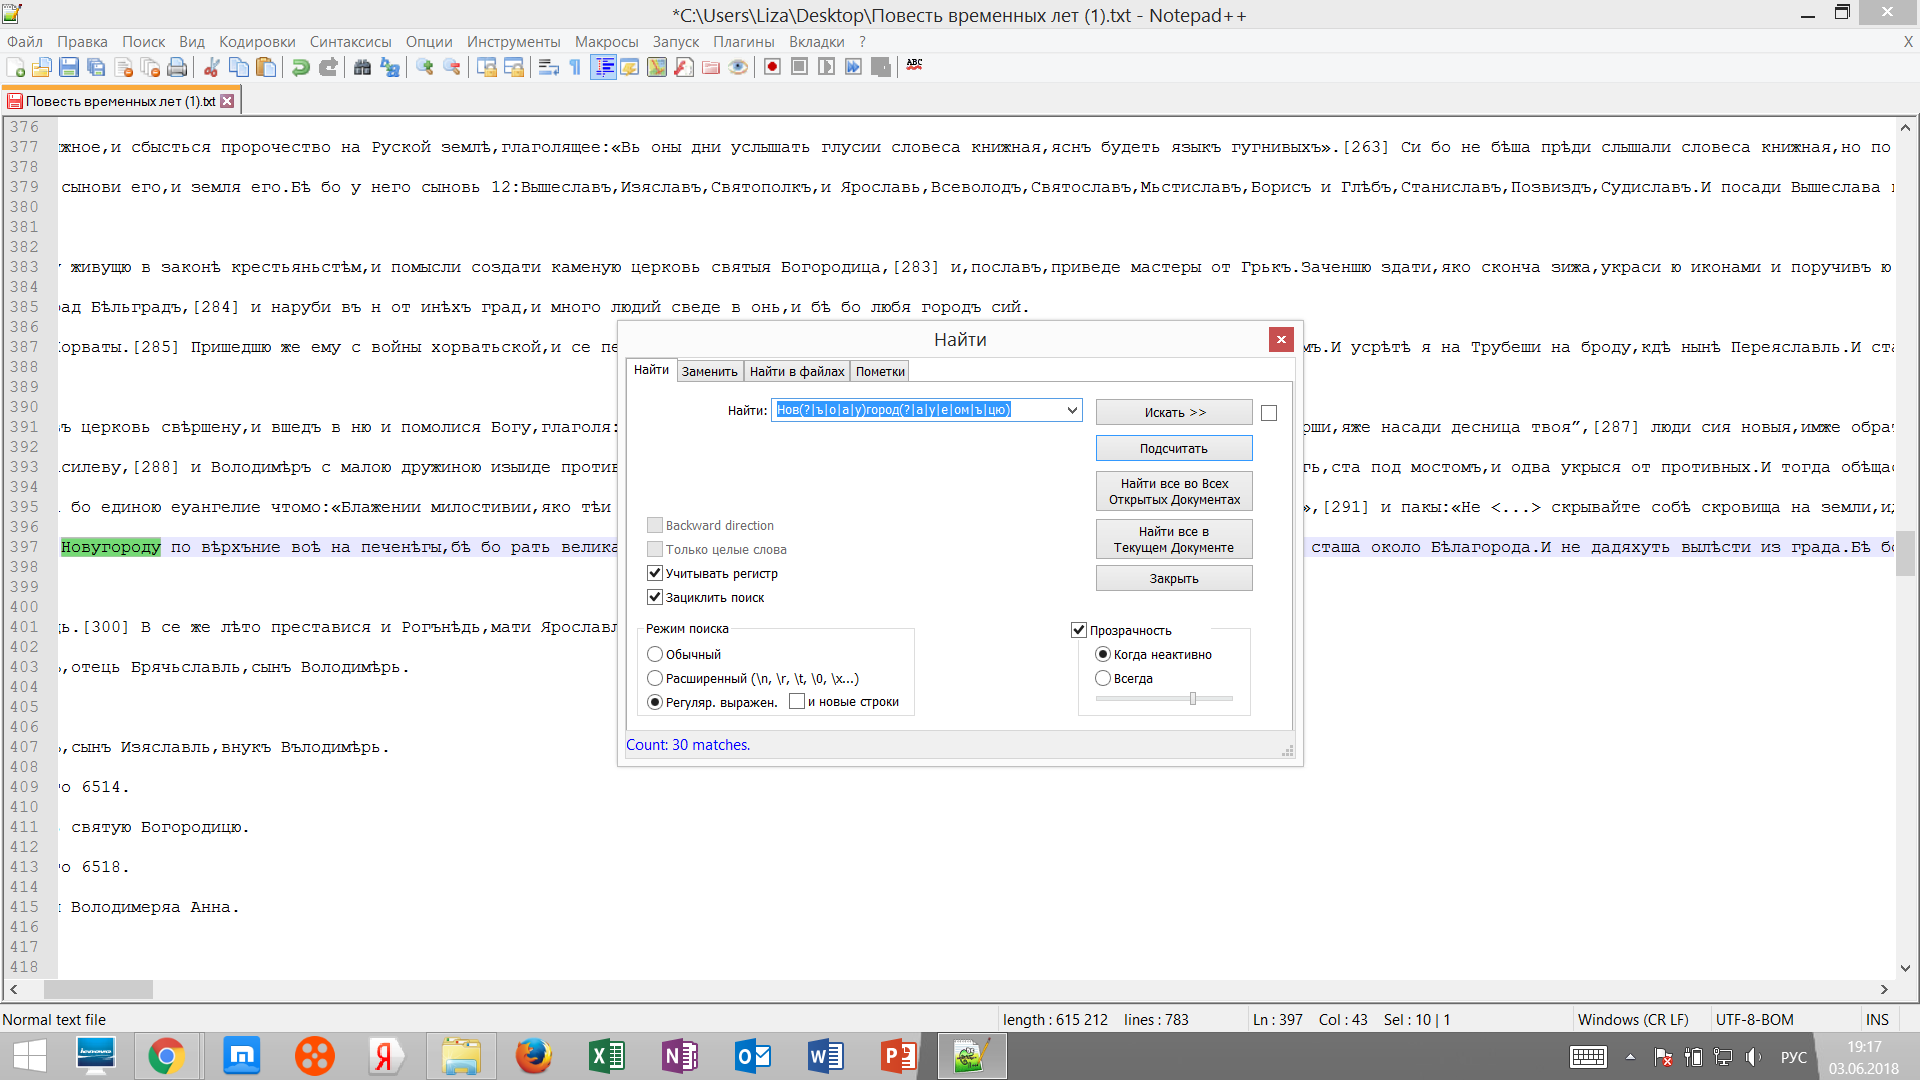 *C:\Users\Liza\Desktop\Повесть временных лет (1).txt - Notepad++
Файл Правка Поиск Вид Кодировки Синтаксисы Опции Инструменты Макросы Запуск Плагины Вкладки ? X
ABC
Повесть временных лет (1).txt
376
377 жное,и сбысться пророчество на Руской землѣ,глаголящее:«Вь оны дни услышать глусии словеса книжная,яснъ будеть языкъ гугнивыхъ».[263] Си бо не бѣша прѣди слышали словеса книжная,но по
378
379 сынови его,и земля его.Бѣ бо у него сыновь 12:Вышеславъ,Изяславъ,Святополкъ,и Ярославь,Всеволодъ,Святославъ,Мьстиславъ,Борисъ и Глѣбъ,Станиславъ,Позвиздъ,Судиславъ.И посади Вышеслава
380
381
382
383 живущю в законѣ крестьяньстѣм,и помысли создати каменую церковь святыя Богородица,[283] и,пославъ,приведе мастеры от Грькъ.Заченшю здати,яко сконча зижа,украси ю иконами и поручивъ ю
384
385 рад Бѣльградъ,[284] и наруби въ н от инѣхъ град,и много людий сведе в онь,и бѣ бо любя городъ сий.
386
387 Хорваты.[285] Пришедшю же ему с войны хорватьской,и се пе мъ.И усрѣтѣ я на Трубеши на броду,кдѣ нынѣ Переяславль.И ста
388
389
390
391 ъ церковь свѣршену,и вшедъ в ню и помолися Богу,глаголя: рши,яже насади десница твоя”,[287] люди сия новыя,имже обра
392
393 силеву,[288] и Володимѣръ с малою дружиною изыиде против ть,ста под мостомъ,и одва укрыся от противных.И тогда обѣща
394
395 бо единою еуангелие чтомо:«Блажении милостивии,яко тѣи »,[291] и пакы:«Не <...> скрывайте собѣ скровища на земли,и
396
397 Новугороду по вѣрхъние воѣ на печенѣгы,бѣ бо рать велика сташа около Бѣлагорода.И не дадяхуть вылѣсти из града.Бѣ б
398
399
400
401 ь.[300] В се же лѣто преставися и Рогънѣдь,мати Ярославл
402
403 ,отець Брячьславль,сынъ Володимѣрь.
404
405
406
407 ,сынъ Изяславль,внукъ Вълодимѣрь.
408
409 о 6514.
410
411 святую Богородицю.
412
413 о 6518.
414
415 Володимеряа Анна.
416
417
418
Найти
Найти Заменить Найти в файлах Пометки
Найти: Нов(?|ъ|о|а|у)город(?|а|у|е|ом|ъ|цю) Искать >>
Подсчитать
Найти все во Всех
Открытых Документах
Найти все в
Текущем Документе
Закрыть
Backward direction
Только целые слова
Учитывать регистр
Зациклить поиск
Режим поиска
Обычный
Расширенный (\n, \r, \t, \0, \x...)
Регуляр. выражен. и новые строки
Прозрачность
Когда неактивно
Всегда
Count: 30 matches.
Normal text file length : 615 212 lines : 783 Ln : 397 Col : 43 Sel : 10 | 1 Windows (CR LF) UTF-8-BOM INS
РУС 19:17
03.06.2018